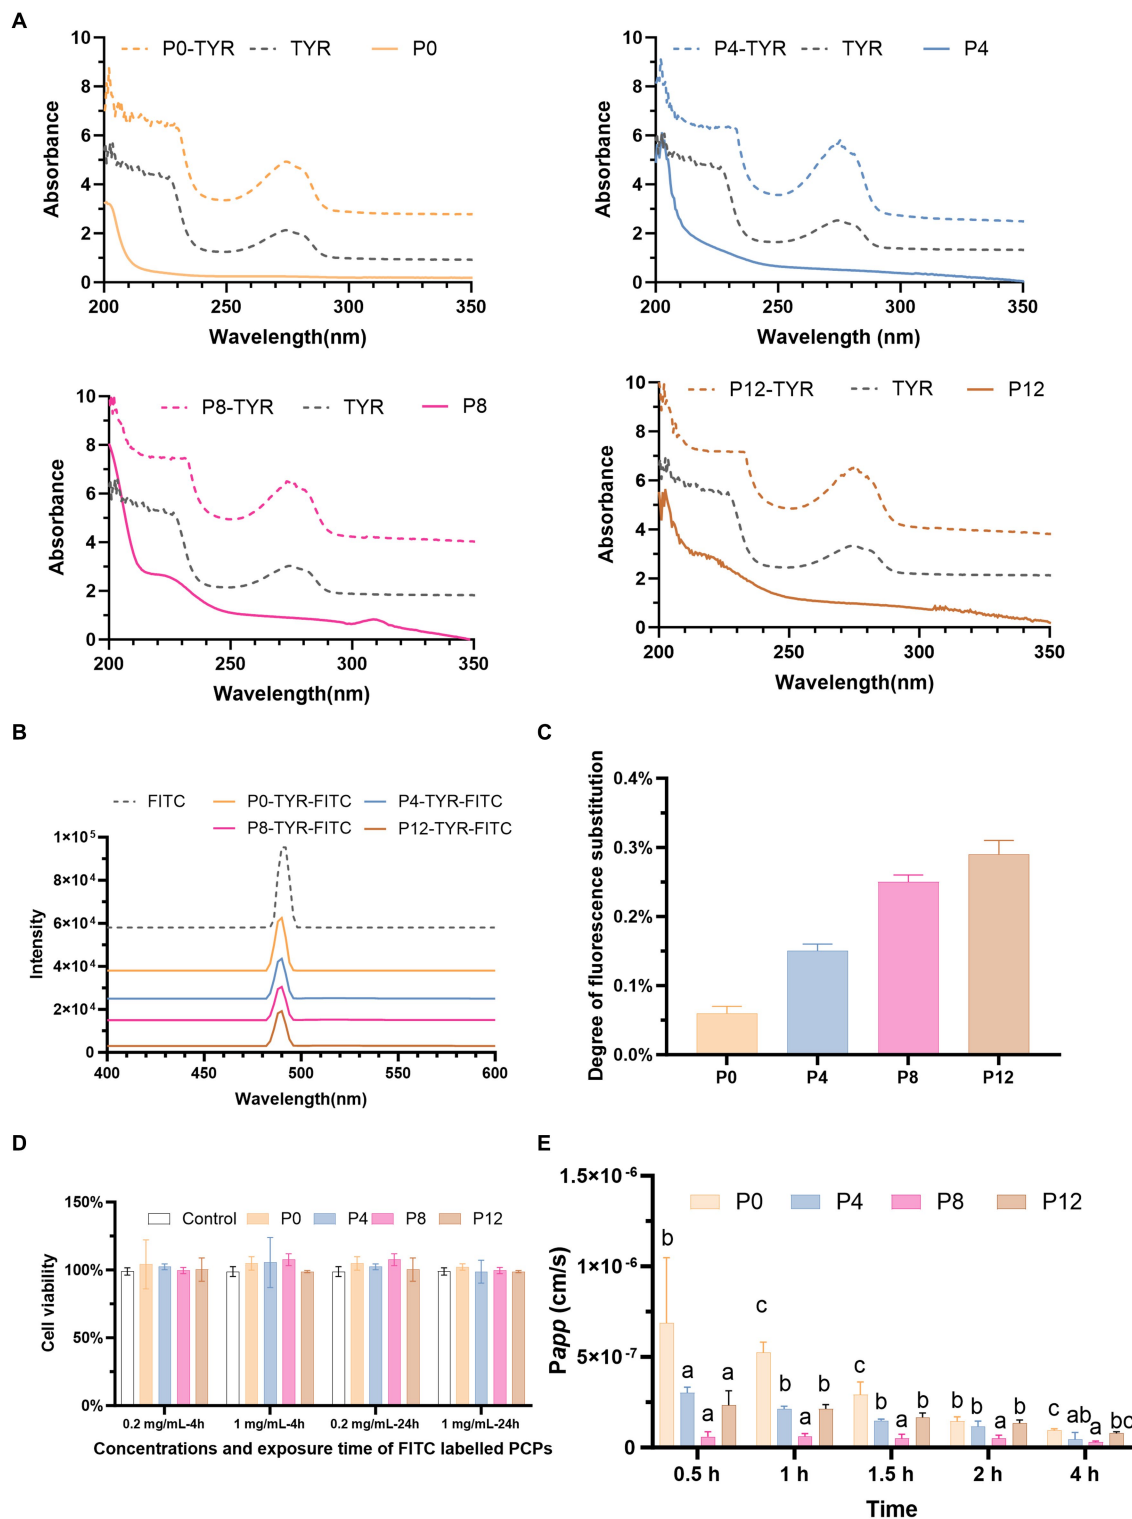 A
P0-TYR TYR P0
10
8
6
4
2
0
Absorbance
200 250 300 350
Wavelength(nm)
P4-TYR TYR P4
10
8
6
4
2
0
Absorbance
200 250 300 350
Wavelength (nm)
P8-TYR TYR P8
10
8
6
4
2
0
Absorbance
200 250 300 350
Wavelength(nm)
P12-TYR TYR P12
10
8
6
4
2
0
Absorbance
200 250 300 350
Wavelength(nm)
B
FITC P0-TYR-FITC P4-TYR-FITC
P8-TYR-FITC P12-TYR-FITC
1×10⁵
8×10⁴
6×10⁴
4×10⁴
2×10⁴
0
Intensity
400 450 500 550 600
Wavelength(nm)
C
0.4%
0.3%
0.2%
0.1%
0.0%
Degree of fluorescence substitution
P0 P4 P8 P12
D
150%
100%
50%
0%
Cell viability
Control P0 P4 P8 P12
0.2 mg/mL-4h 1 mg/mL-4h 0.2 mg/mL-24h 1 mg/mL-24h
Concentrations and exposure time of FITC labelled PCPs
E
1.5×10⁻⁶
1×10⁻⁶
5×10⁻⁷
0
Papp (cm/s)
P0 P4 P8 P12
b a a a
c b a b
c b a b
b b a b
c ab a bc
0.5 h 1 h 1.5 h 2 h 4 h
Time